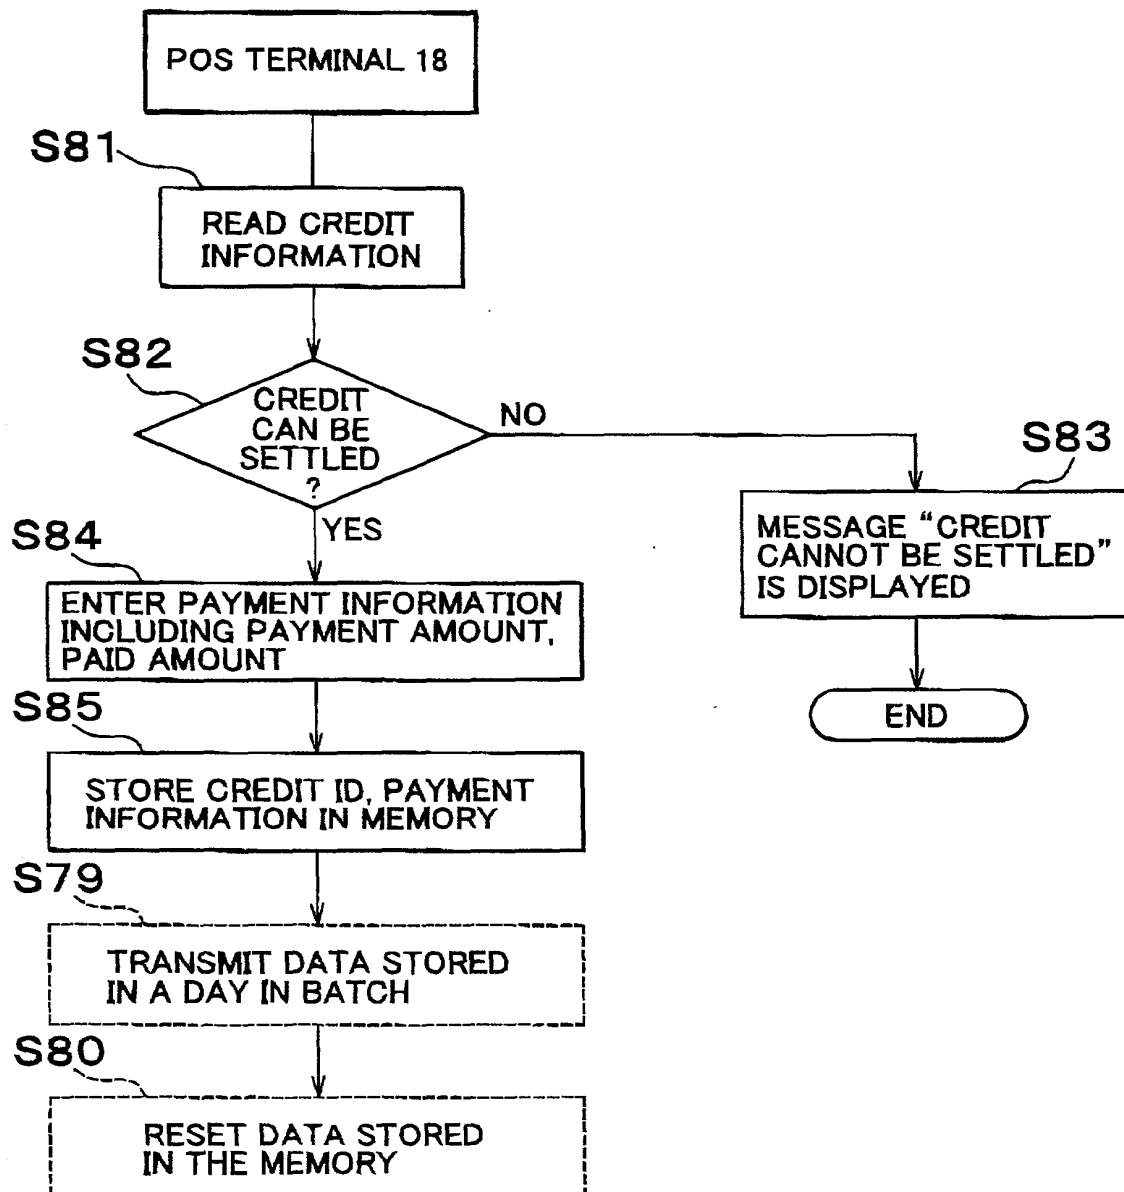 POS TERMINAL 18
S81
READ CREDIT
INFORMATION
S82
CREDIT
CAN BE
SETTLED
?
NO
YES
S83
MESSAGE “CREDIT
CANNOT BE SETTLED”
IS DISPLAYED
END
S84
ENTER PAYMENT INFORMATION
INCLUDING PAYMENT AMOUNT,
PAID AMOUNT
S85
STORE CREDIT ID, PAYMENT
INFORMATION IN MEMORY
S79
TRANSMIT DATA STORED
IN A DAY IN BATCH
S80
RESET DATA STORED
IN THE MEMORY